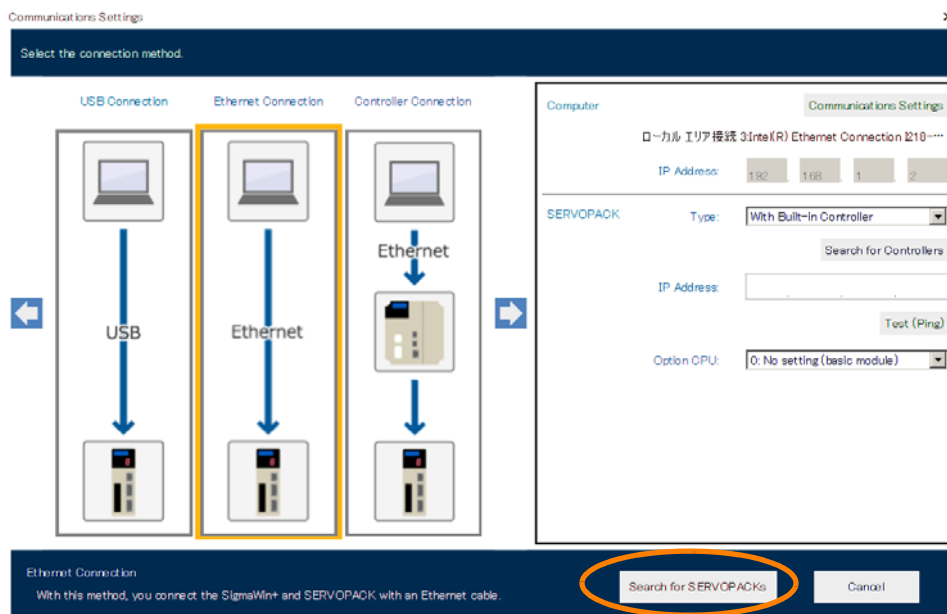 Communications Settings
Select the connection method.
USB Connection
Ethernet Connection
Controller Connection
USB
Ethernet
Ethernet
Computer
Communications Settings
ローカル エリア接続 3:Intel(R) Ethernet Connection I218-…
IP Address:
192 . 168 . 1 . 2
SERVOPACK
Type:
With Built-in Controller
Search for Controllers
IP Address:
. . .
Test (Ping)
Option CPU:
0: No setting (basic module)
Ethernet Connection
With this method, you connect the SigmaWin+ and SERVOPACK with an Ethernet cable.
Search for SERVOPACKs
Cancel